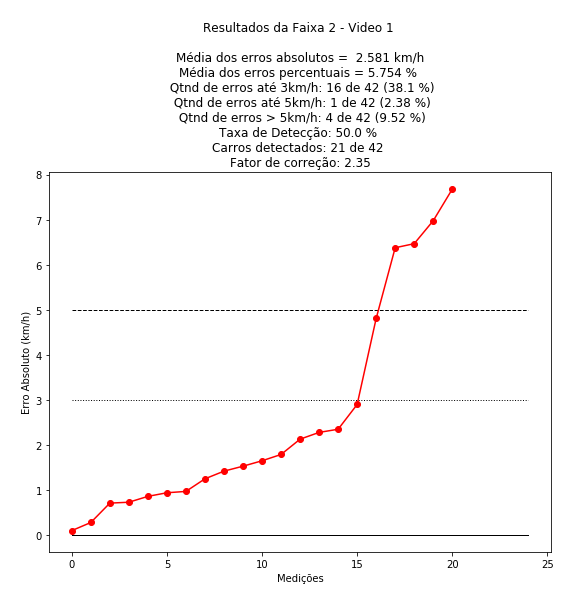 Resultados da Faixa 2 - Video 1
Média dos erros absolutos =  2.581 km/h
Média dos erros percentuais = 5.754 %
Qtnd de erros até 3km/h: 16 de 42 (38.1 %)
Qtnd de erros até 5km/h: 1 de 42 (2.38 %)
Qtnd de erros > 5km/h: 4 de 42 (9.52 %)
Taxa de Detecção: 50.0 %
Carros detectados: 21 de 42
Fator de correção: 2.35
8
7
6
5
4
3
2
1
0
Erro Absoluto (km/h)
0
5
10
15
20
25
Medições